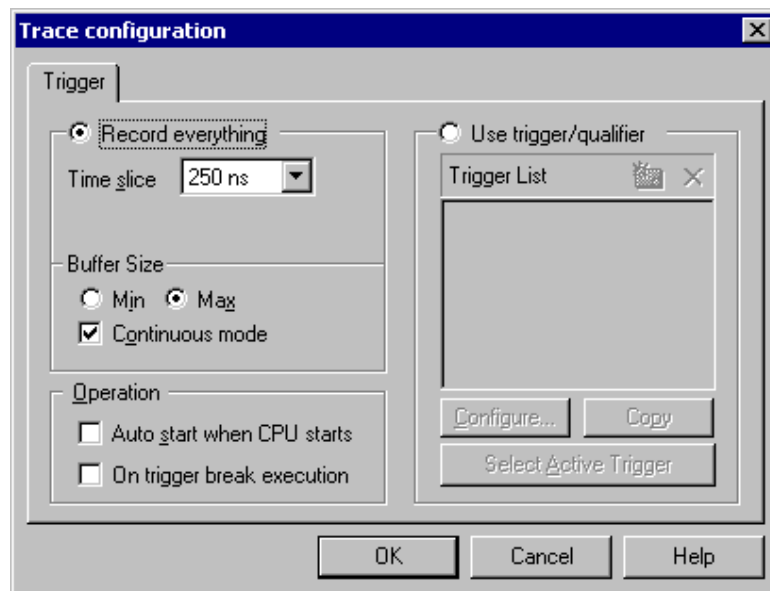 Trace configuration
Trigger
Record everything
Time slice 250 ns
Buffer Size
Min Max
Continuous mode
Operation
Auto start when CPU starts
On trigger break execution
Use trigger/qualifier
Trigger List
Configure... Copy
Select Active Trigger
OK Cancel Help